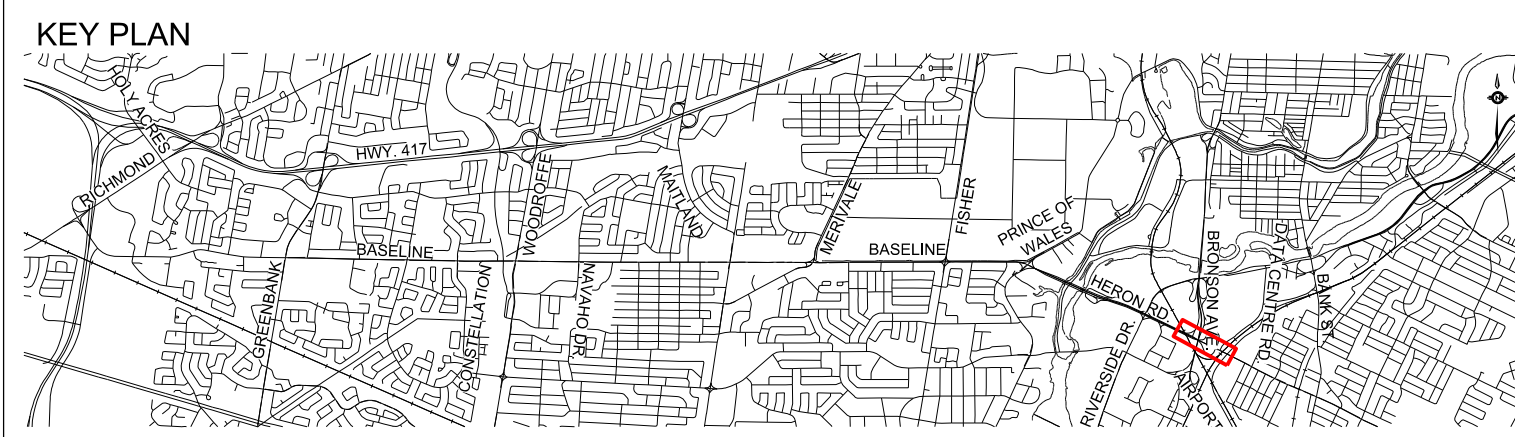 KEY PLAN
HOLY ACRES
RICHMOND
HWY. 417
GREENBANK
BASELINE
CONSTELLATION
WOODROFFE
NAVAHO DR.
MAITLAND
MERIVALE
BASELINE
FISHER
PRINCE OF
WALES
HERON RD.
RIVERSIDE DR.
BRONSON AVE.
AIRPORT
DATA CENTRE RD.
BANK ST.
N